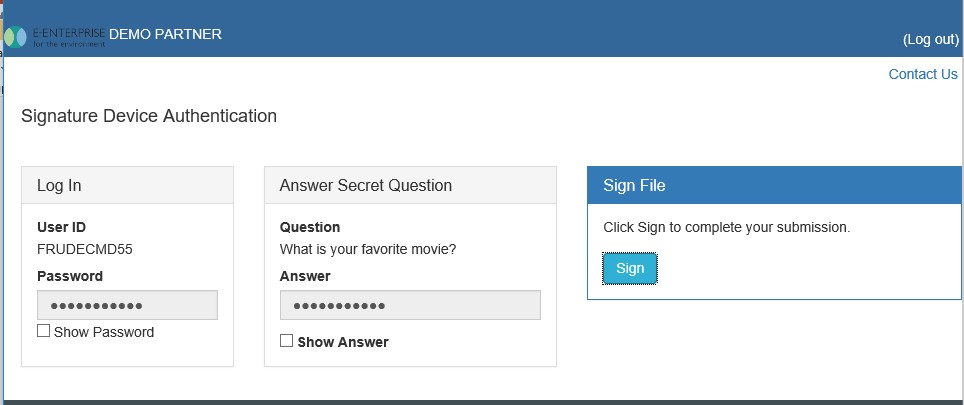 E-ENTERPRISE
for the environment
DEMO PARTNER
(Log out)
Contact Us
Signature Device Authentication
Log In
User ID
FRUDECMD55
Password
●●●●●●●●●●●
Show Password
Answer Secret Question
Question
What is your favorite movie?
Answer
●●●●●●●●●●●
Show Answer
Sign File
Click Sign to complete your submission.
Sign